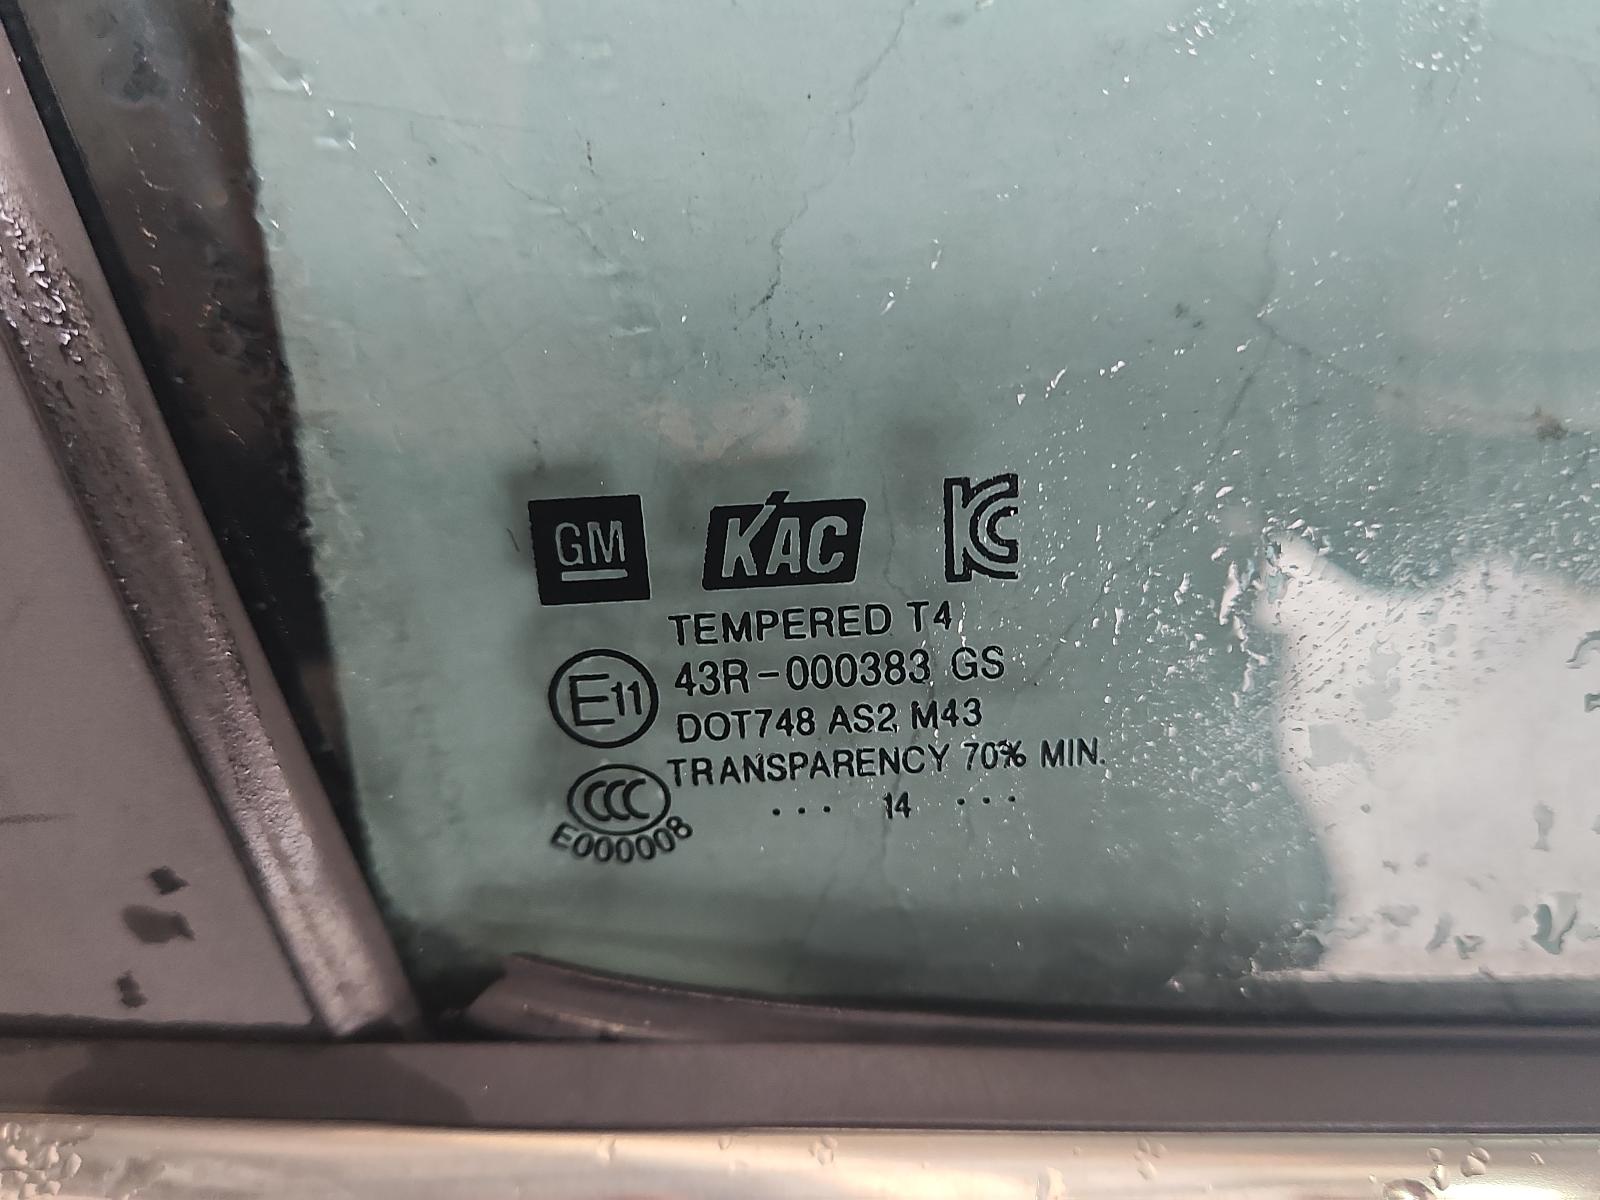 GM KAC KC
TEMPERED T4
E11 43R-000383 GS
DOT748 AS2 M43
TRANSPARENCY 70% MIN.
CCC ... 14 ...
E000008